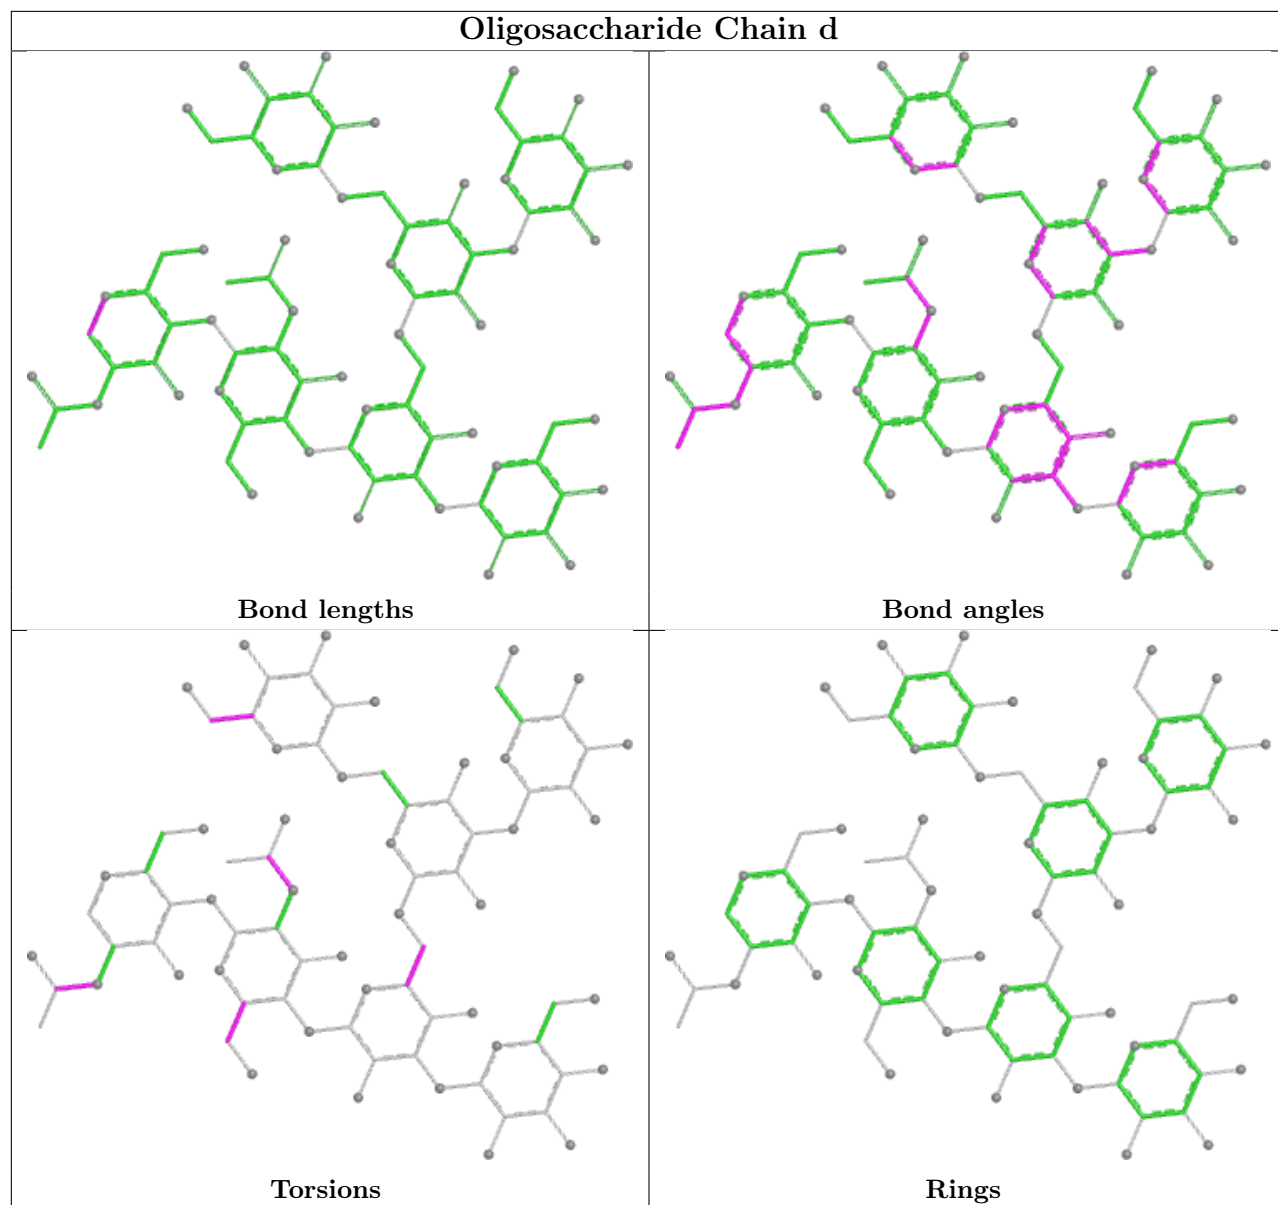 Oligosaccharide Chain d
Bond lengths
Bond angles
Torsions
Rings